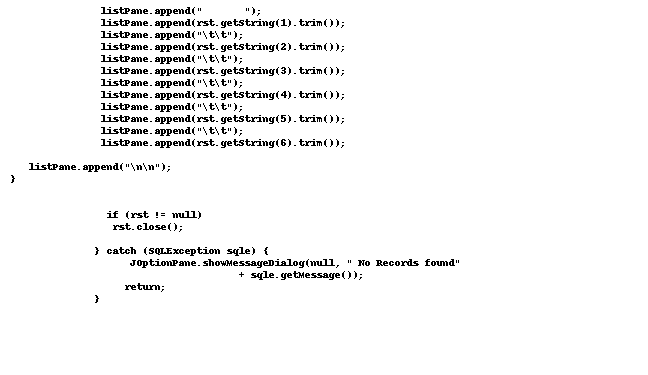 listPane.append("       ");
listPane.append(rst.getString(1).trim());
listPane.append("\t\t");
listPane.append(rst.getString(2).trim());
listPane.append("\t\t");
listPane.append(rst.getString(3).trim());
listPane.append("\t\t");
listPane.append(rst.getString(4).trim());
listPane.append("\t\t");
listPane.append(rst.getString(5).trim());
listPane.append("\t\t");
listPane.append(rst.getString(6).trim());
listPane.append("\n\n");
}
if (rst != null)
rst.close();
} catch (SQLException sqle) {
JOptionPane.showMessageDialog(null, " No Records found"
+ sqle.getMessage());
return;
}